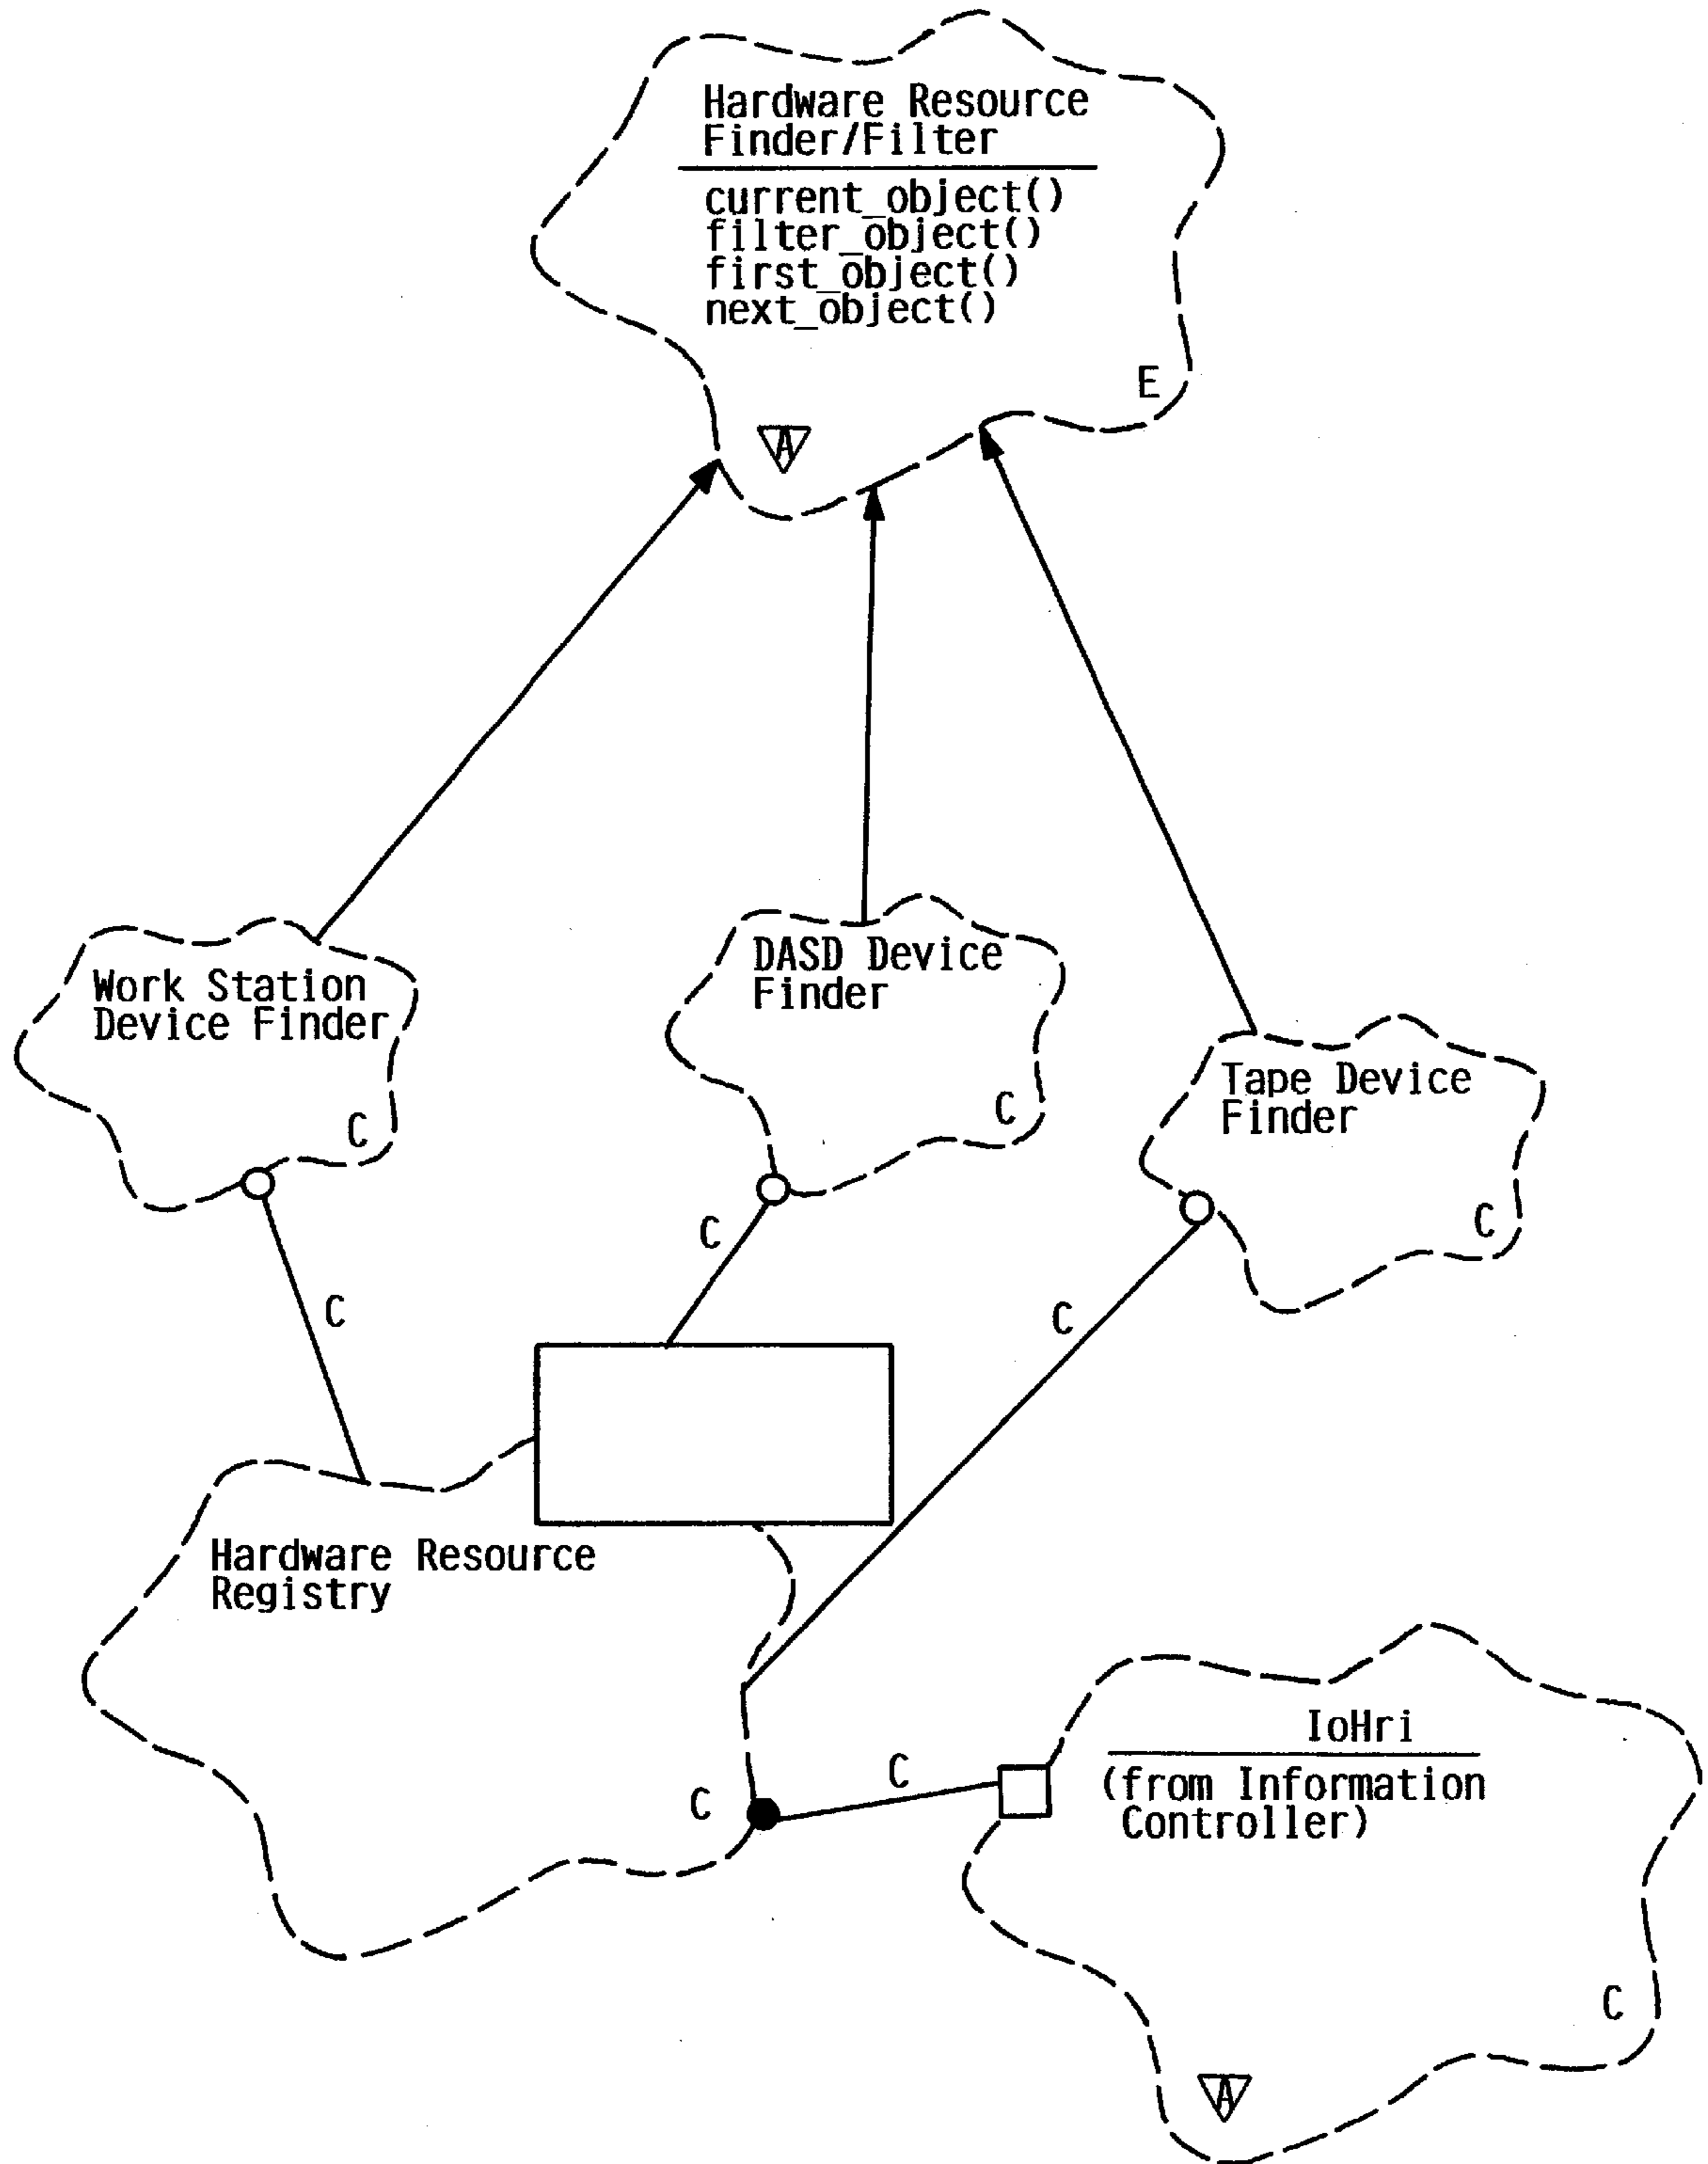 Hardware Resource
Finder/Filter
current_object()
filter_object()
first_object()
next_object()
E
A
Work Station
Device Finder
C
DASD Device
Finder
C
Tape Device
Finder
C
C
C
C
Hardware Resource
Registry
C
C
IoHri
(from Information
Controller)
C
A